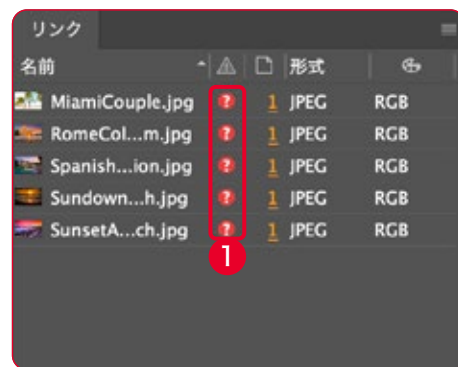 リンク
名前 形式
MiamiCouple.jpg ? 1 JPEG RGB
RomeCol...m.jpg ? 1 JPEG RGB
Spanish...ion.jpg ? 1 JPEG RGB
Sundown...h.jpg ? 1 JPEG RGB
SunsetA...ch.jpg ? 1 JPEG RGB
1